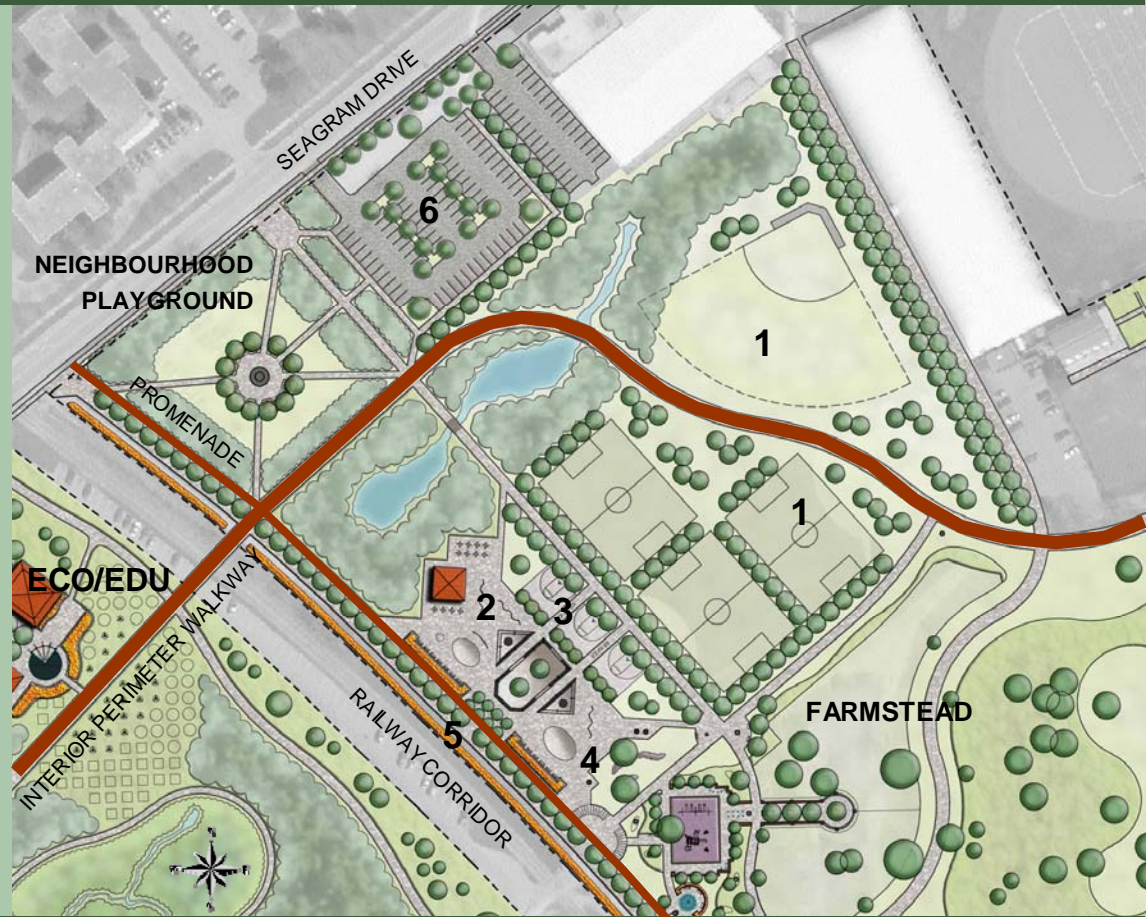 SEAGRAM DRIVE
6
NEIGHBOURHOOD
PLAYGROUND
1
PROMENADE
1
ECO/EDU
2
3
INTERIOR PERIMETER WALKWAY
5
RAILWAY CORRIDOR
4
FARMSTEAD